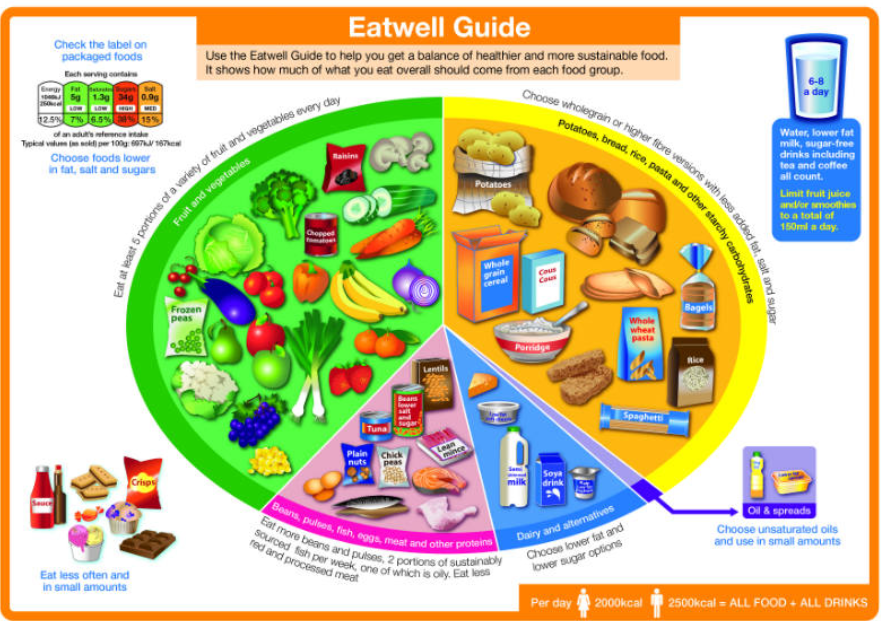 Eatwell Guide
Use the Eatwell Guide to help you get a balance of healthier and more sustainable food.
It shows how much of what you eat overall should come from each food group.
Check the label on
packaged foods
Each serving contains
Energy
1046kJ
250kcal
12.5%
Fat
5g
LOW
7%
Saturates
1.3g
LOW
6.5%
Sugars
34g
HIGH
38%
Salt
0.9g
MED
15%
of an adult's reference intake
Typical values (as sold) per 100g: 697kJ/ 167kcal
Choose foods lower
in fat, salt and sugars
6-8
a day
Water, lower fat
milk, sugar-free
drinks including
tea and coffee
all count.
Limit fruit juice
and/or smoothies
to a total of
150ml a day.
Eat at least 5 portions of a variety of fruit and vegetables every day
Fruit and vegetables
Raisins
Chopped
tomatoes
Frozen
peas
Choose wholegrain or higher fibre versions with less added fat, salt and sugar
Potatoes, bread, rice, pasta and other starchy carbohydrates
Potatoes
Whole
grain
cereal
Cous
Cous
Porridge
Bagels
Whole
wheat
pasta
Rice
Spaghetti
Lentils
Beans
lower
salt
and
sugar
Tuna
Plain
nuts
Chick
peas
Lean
mince
Beans, pulses, fish, eggs, meat and other proteins
Eat more beans and pulses, 2 portions of sustainably
sourced fish per week, one of which is oily. Eat less
red and processed meat
Semi
milk
Soya
drink
Dairy and alternatives
Choose lower fat and
lower sugar options
Oil & spreads
Choose unsaturated oils
and use in small amounts
Sauce
Crisps
Eat less often and
in small amounts
Per day 2000kcal 2500kcal = ALL FOOD + ALL DRINKS